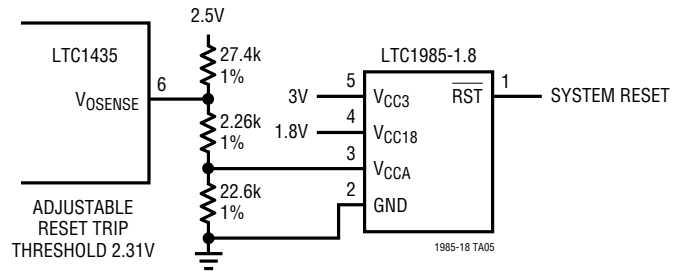 2.5V
LTC1435
27.4k
1%
LTC1985-1.8
6
VOSENSE
5
3V
VCC3
RST
1
SYSTEM RESET
2.26k
1%
4
1.8V
VCC18
3
VCCA
22.6k
1%
2
GND
ADJUSTABLE
RESET TRIP
THRESHOLD 2.31V
1985-18 TA05